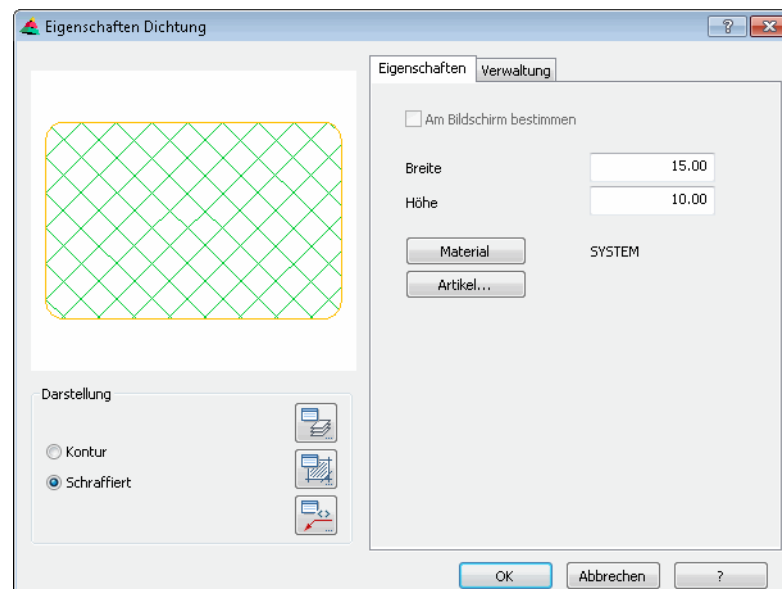 Eigenschaften Dichtung
?
Eigenschaften
Verwaltung
Am Bildschirm bestimmen
Breite 15.00
Höhe 10.00
Material SYSTEM
Artikel...
Darstellung
Kontur
Schraffiert
OK Abbrechen ?